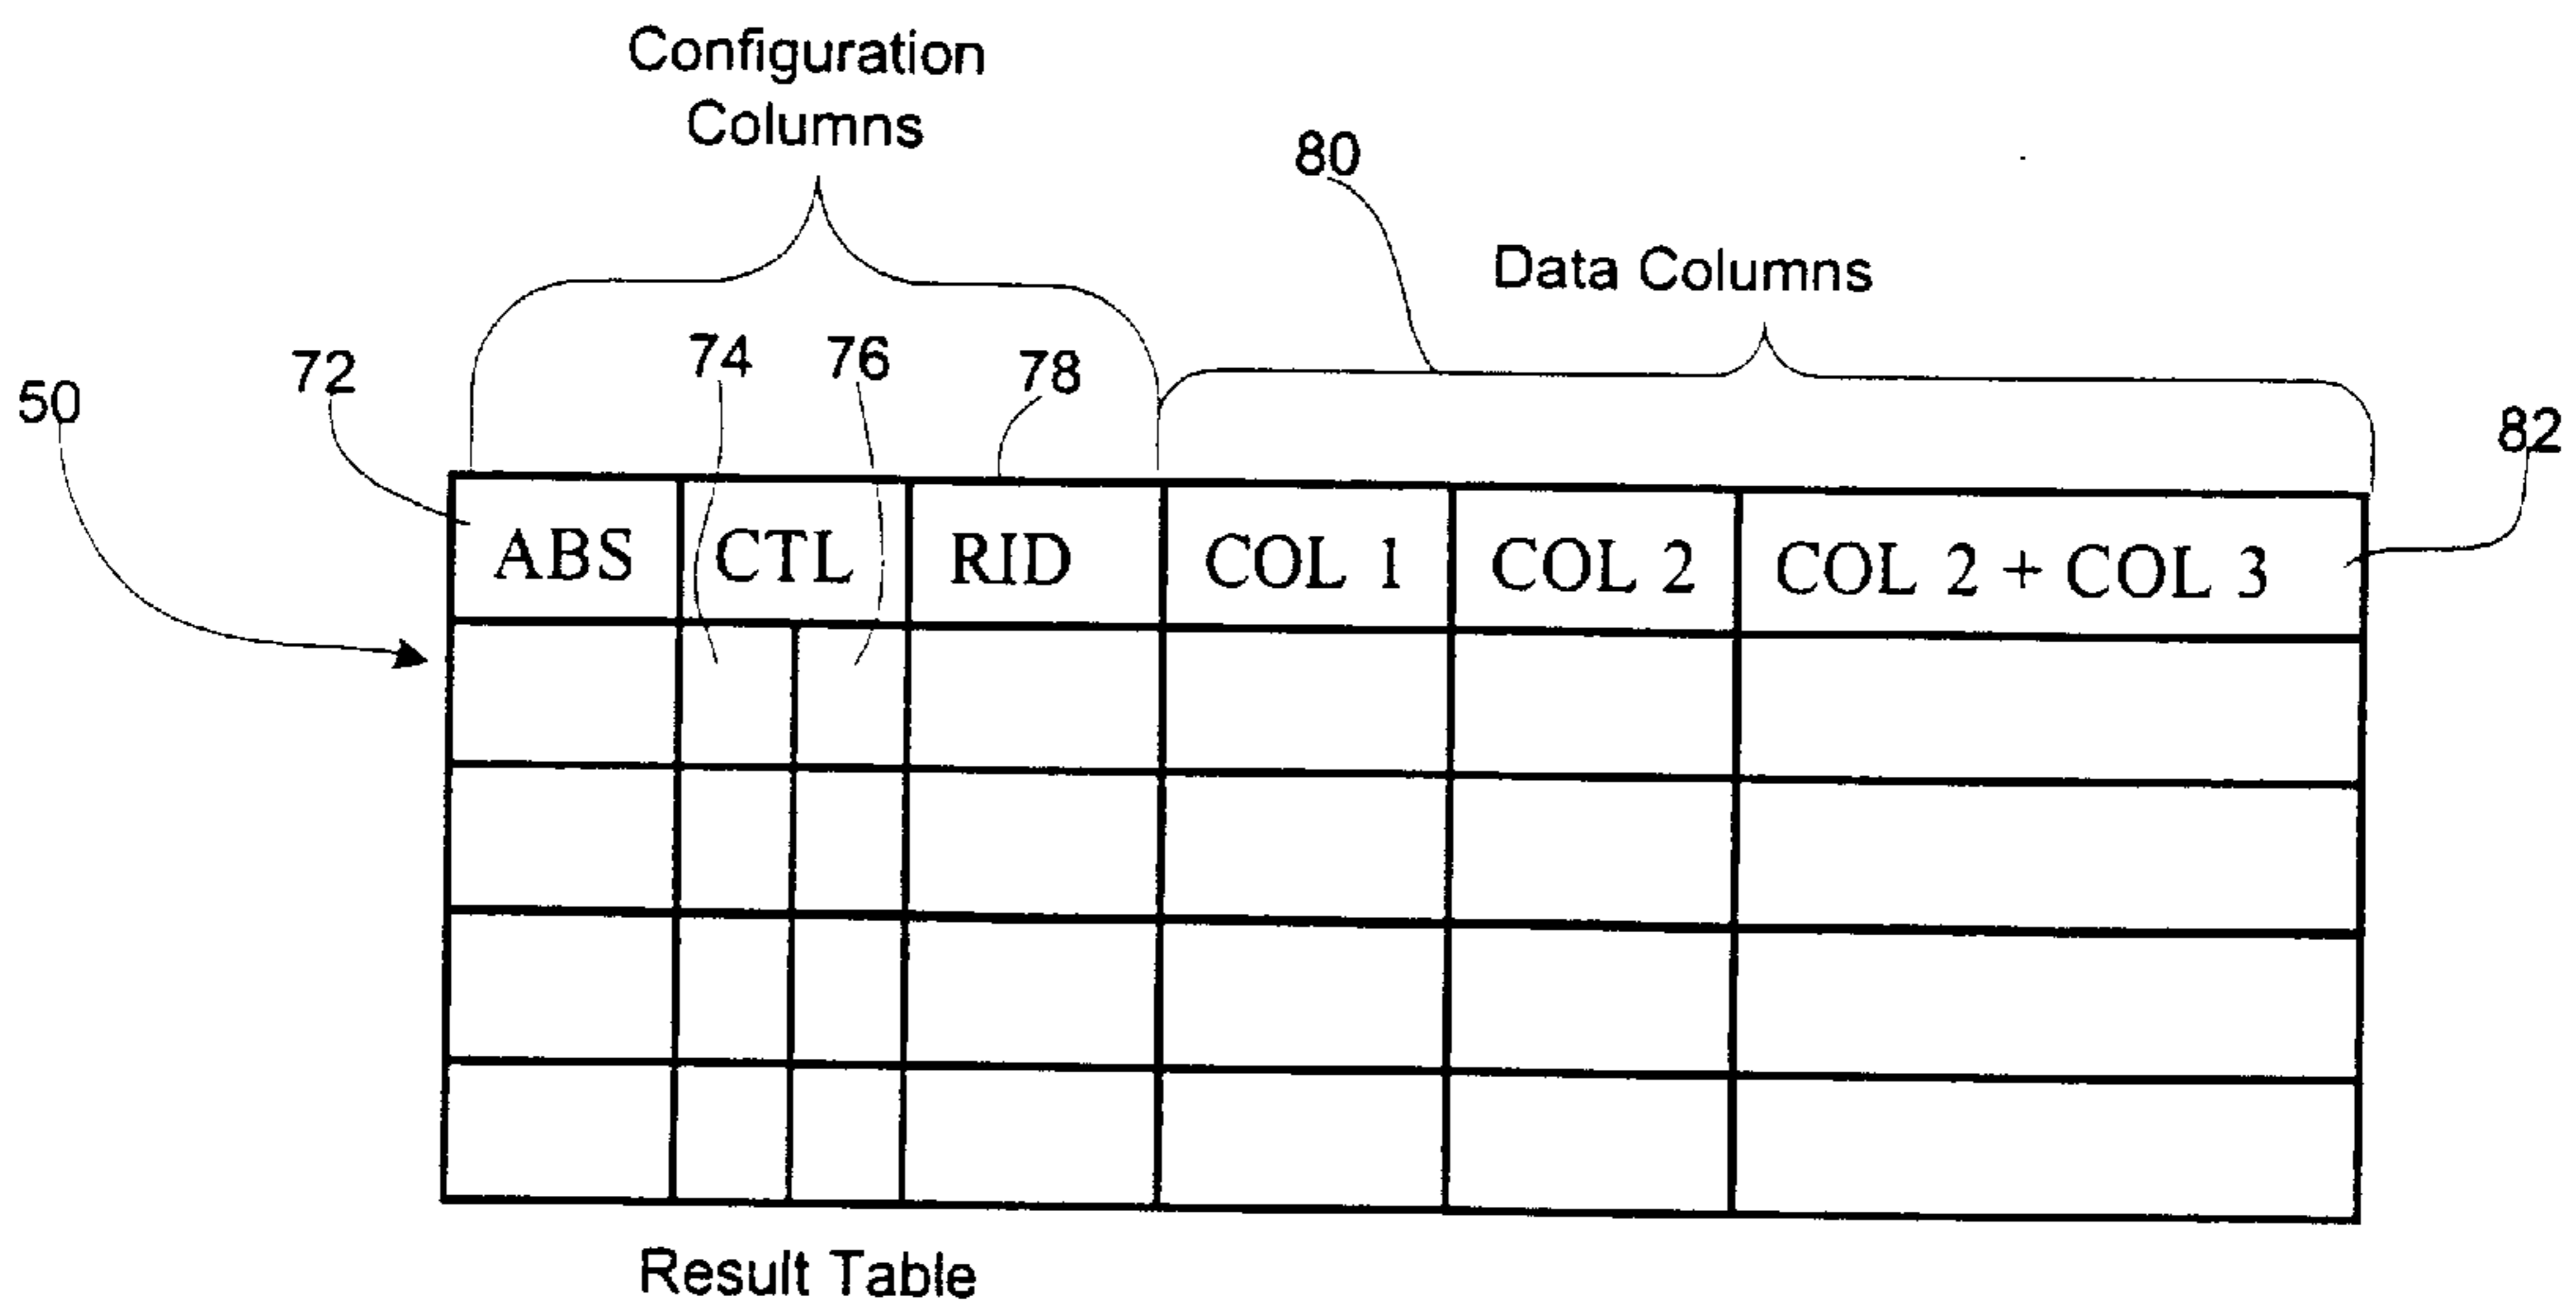 Configuration
Columns
80
Data Columns
74 76 78
72
50
82
ABS CTL RID COL 1 COL 2 COL 2 + COL 3
Result Table